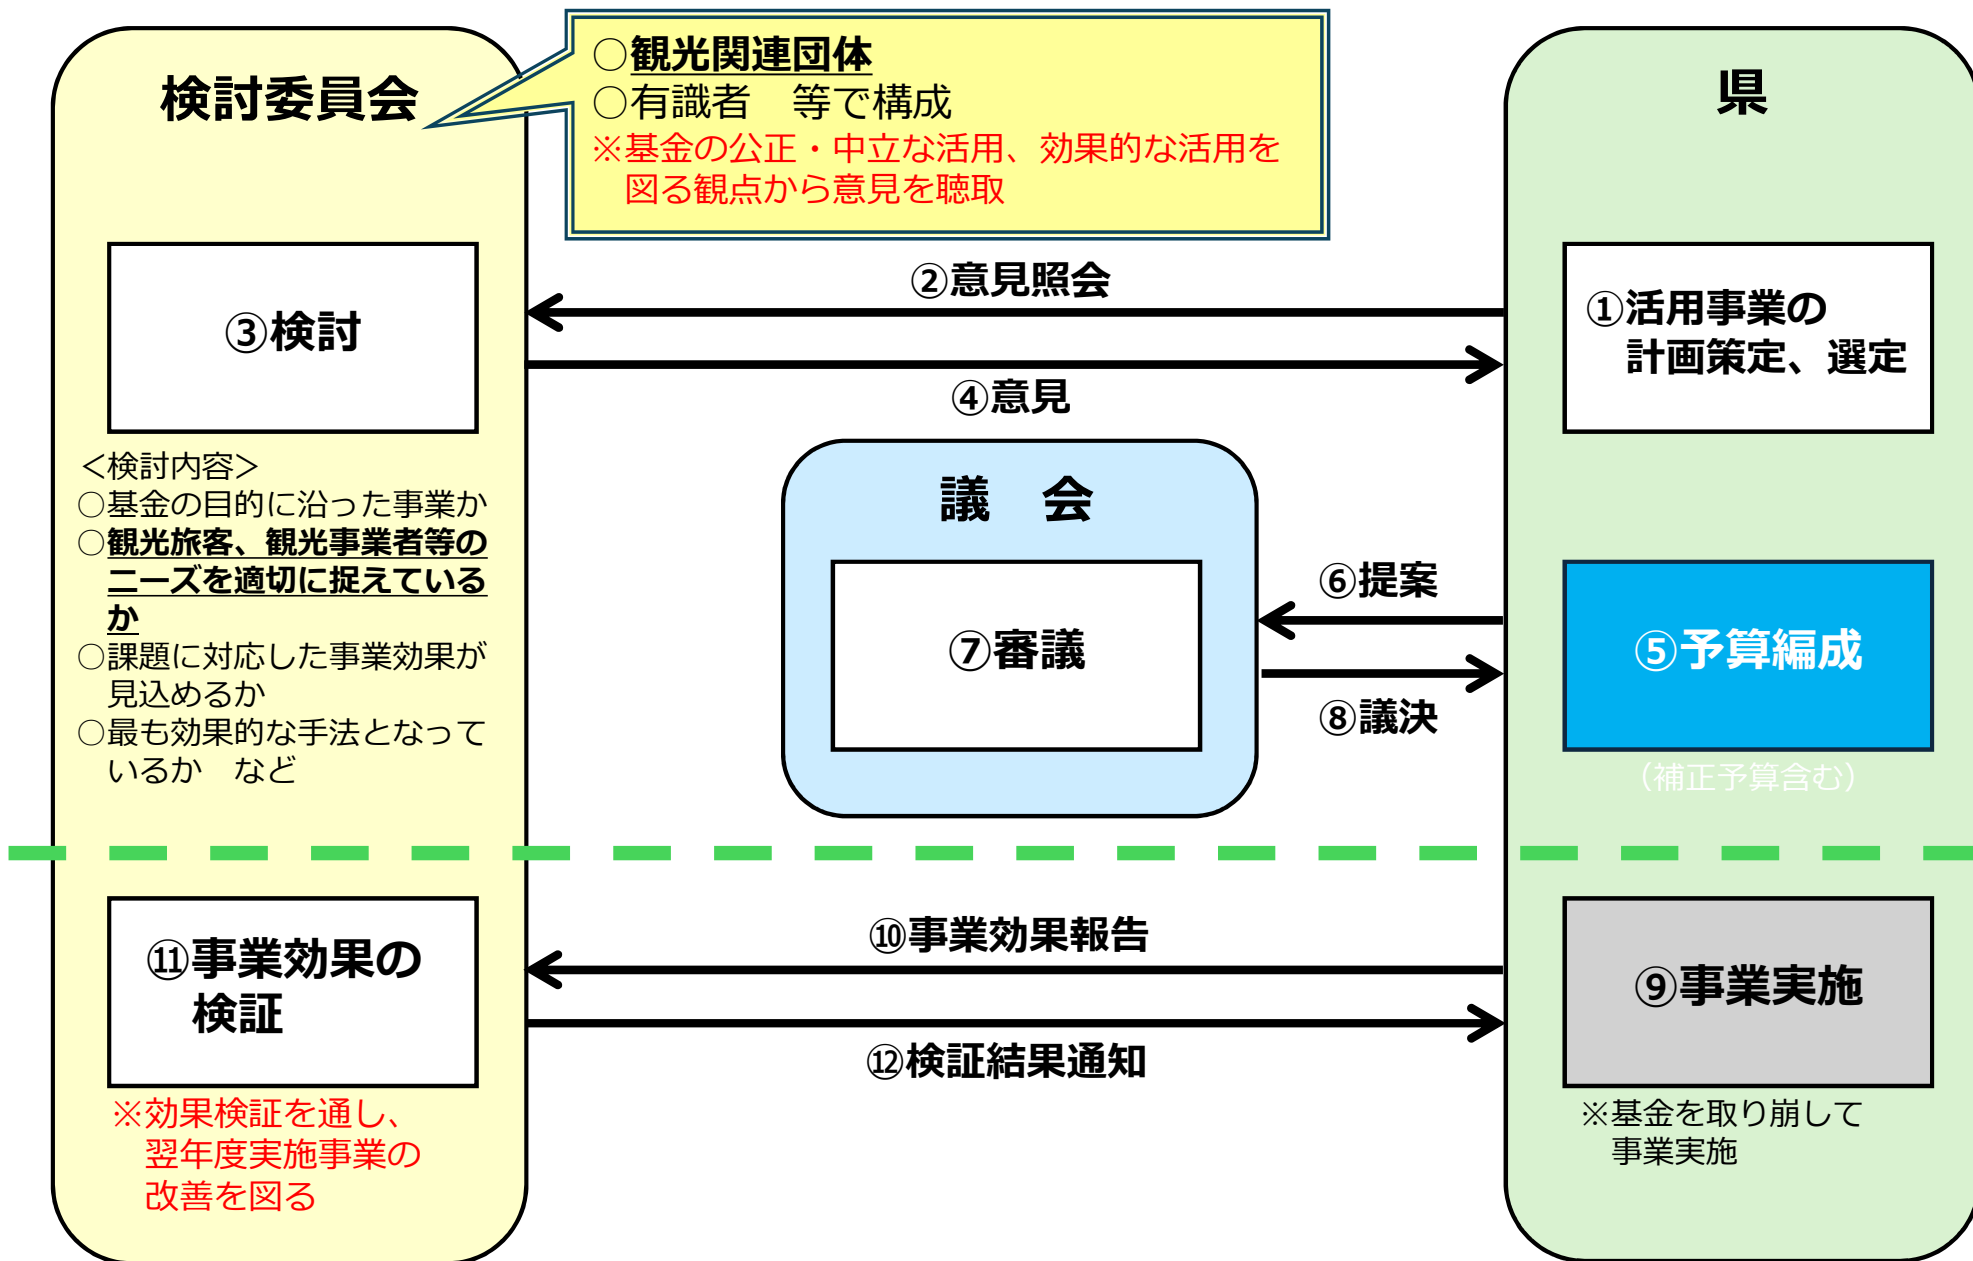 検討委員会
○観光関連団体
○有識者　等で構成
※基金の公正・中立な活用、効果的な活用を
図る観点から意見を聴取
県
②意見照会
③検討
①活用事業の
計画策定、選定
④意見
＜検討内容＞
○基金の目的に沿った事業か
○観光旅客、観光事業者等の
ニーズを適切に捉えている
か
○課題に対応した事業効果が
見込めるか
○最も効果的な手法となって
いるか　など
議　会
⑥提案
⑦審議
⑤予算編成
⑧議決
（補正予算含む）
⑩事業効果報告
⑪事業効果の
検証
⑨事業実施
⑫検証結果通知
※効果検証を通し、
翌年度実施事業の
改善を図る
※基金を取り崩して
事業実施